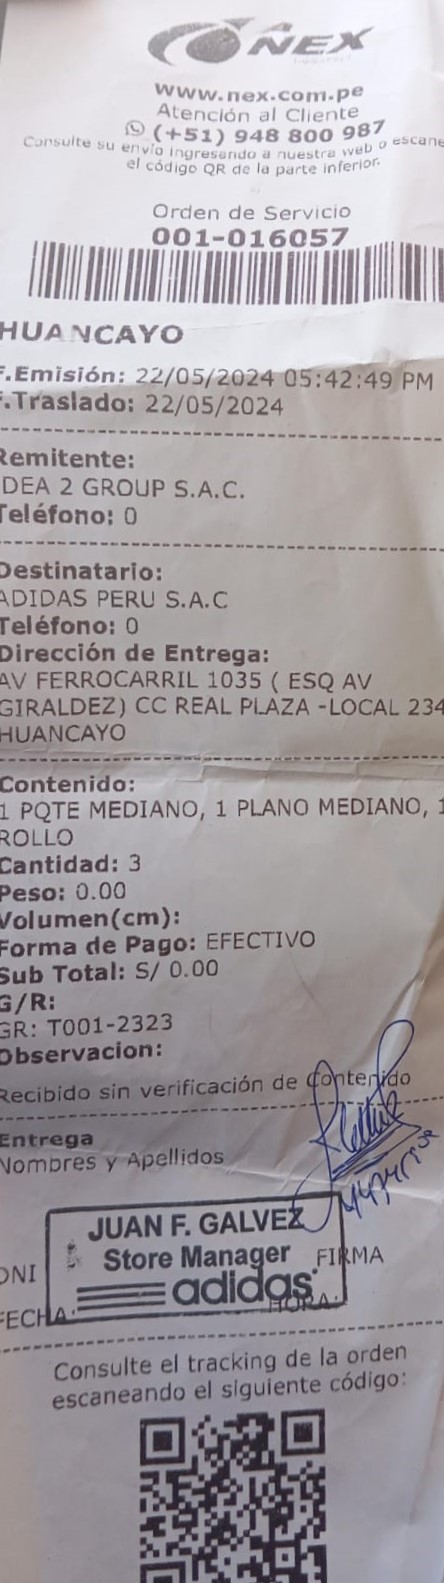 NEX
www.nex.com.pe
Atención al Cliente
(+51) 948 800 987
Consulte su envío ingresando a nuestra web o escane
el código QR de la parte inferior.
Orden de Servicio
001-016057
HUANCAYO
F.Emisión: 22/05/2024 05:42:49 PM
F.Traslado: 22/05/2024
Remitente:
IDEA 2 GROUP S.A.C.
Teléfono: 0
Destinatario:
ADIDAS PERU S.A.C
Teléfono: 0
Dirección de Entrega:
AV FERROCARRIL 1035 ( ESQ AV
GIRALDEZ) CC REAL PLAZA -LOCAL 234
HUANCAYO
Contenido:
1 PQTE MEDIANO, 1 PLANO MEDIANO, 1
ROLLO
Cantidad: 3
Peso: 0.00
Volumen(cm):
Forma de Pago: EFECTIVO
Sub Total: S/ 0.00
G/R:
GR: T001-2323
Observacion:
Recibido sin verificación de Contenido
Entrega
Nombres y Apellidos
JUAN F. GALVEZ
Store Manager
DNI FIRMA
adidas
FECHA: HORA:
Consulte el tracking de la orden
escaneando el siguiente código: